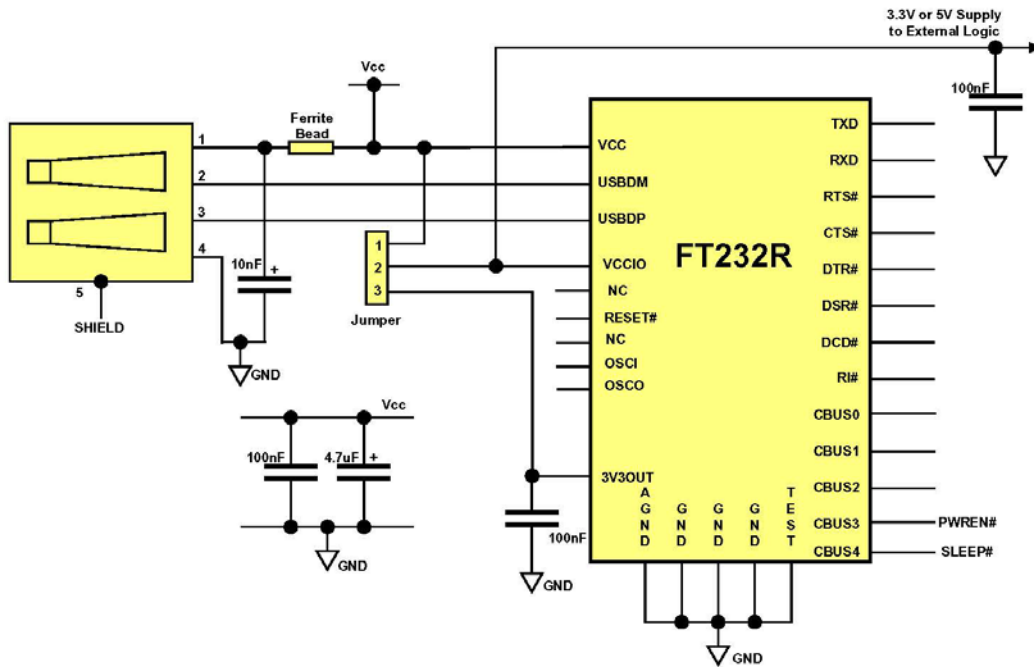 3.3V or 5V Supply
to External Logic
100nF
Vcc
Ferrite
Bead
1
2
3
4
5
SHIELD
10nF
+
GND
1
2
3
Jumper
FT232R
VCC
USBDM
USBDP
VCCIO
NC
RESET#
NC
OSCI
OSCO
3V3OUT
AGND
GND
GND
GND
TEST
TXD
RXD
RTS#
CTS#
DTR#
DSR#
DCD#
RI#
CBUS0
CBUS1
CBUS2
CBUS3
PWREN#
CBUS4
SLEEP#
Vcc
100nF
4.7uF
+
GND
100nF
GND
GND